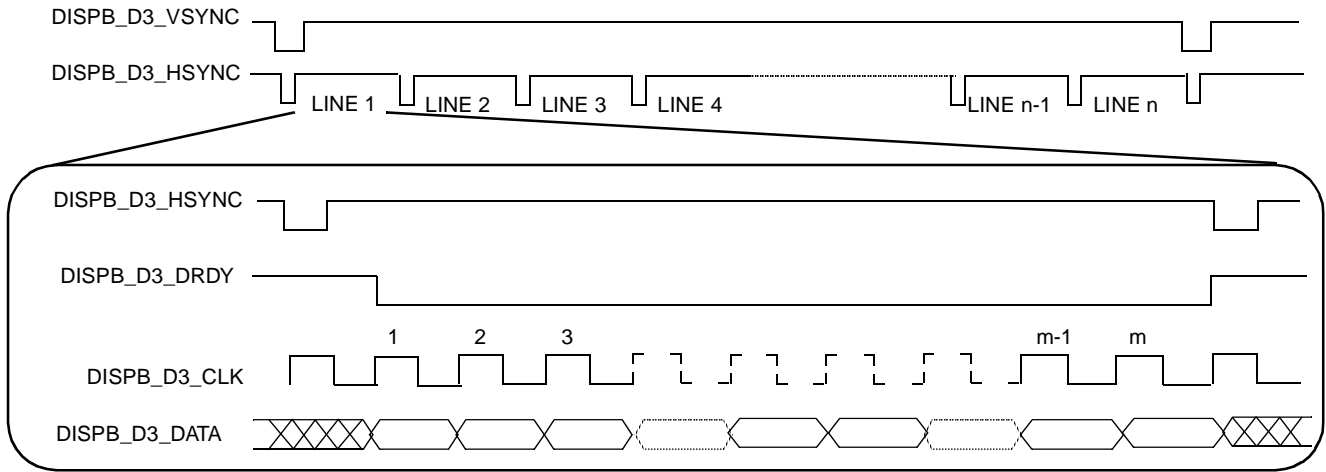 DISPB_D3_VSYNC
DISPB_D3_HSYNC
LINE 1 LINE 2 LINE 3 LINE 4 LINE n-1 LINE n
DISPB_D3_HSYNC
DISPB_D3_DRDY
1 2 3 m-1 m
DISPB_D3_CLK
DISPB_D3_DATA